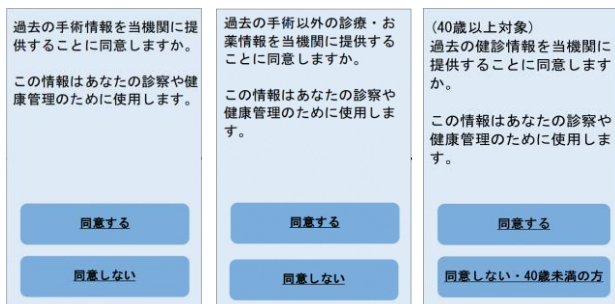 過去の手術情報を当機関に提
供することに同意しますか。
この情報はあなたの診察や健
康管理のために使用します。
同意する
同意しない
過去の手術以外の診療・お
薬情報を当機関に提供する
ことに同意しますか。
この情報はあなたの診察や
健康管理のために使用しま
す。
同意する
同意しない
(40歳以上対象)
過去の健診情報を当機関に
提供することに同意します
か。
この情報はあなたの診察や
健康管理のために使用しま
す。
同意する
同意しない・40歳未満の方